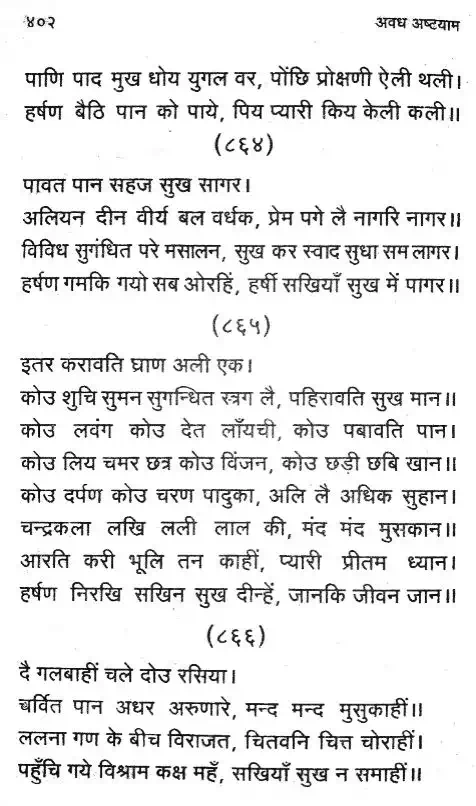 ४०२ अवध अष्टयाम
पाणि पाद मुख धोय युगल वर, पोंछि प्रोक्षणी ऐली थली।
हर्षण बैठि पान को पाये, पिय प्यारी किय केली कली॥
(८६४)
पावत पान सहज सुख सागर।
अलियन दीन वीर्य बल वर्धक, प्रेम पगे लै नागरि नागर॥
विविध सुगंधित परे मसालन, सुख कर स्वाद सुधा सम लागर।
हर्षण गमकि गयो सब ओरहिं, हर्षी सखियाँ सुख में पागर॥
(८६५)
इतर करावति घ्राण अली एक।
कोउ शुचि सुमन सुगन्धित स्त्रग लै, पहिरावति सुख मान॥
कोउ लवंग कोउ देत लाँयची, कोउ पबावति पान।
कोउ लिय चमर छत्र कोउ विंजन, कोउ छड़ी छबि खान॥
कोउ दर्पण कोउ चरण पादुका, अलि लै अधिक सुहान।
चन्द्रकला लखि लली लाल की, मंद मंद मुसकान॥
आरति करी भूलि तन काहीं, प्यारी प्रीतम ध्यान।
हर्षण निरखि सखिन सुख दीन्हें, जानकि जीवन जान॥
(८६६)
दै गलबाहीं चले दोउ रसिया।
चर्वित पान अधर अरुणारे, मन्द मन्द मुसुकाहीं॥
ललना गण के बीच विराजत, चितवनि चित्त चोराहीं।
पहुँचि गये विश्राम कक्ष महँ, सखियाँ सुख न समाहीं॥